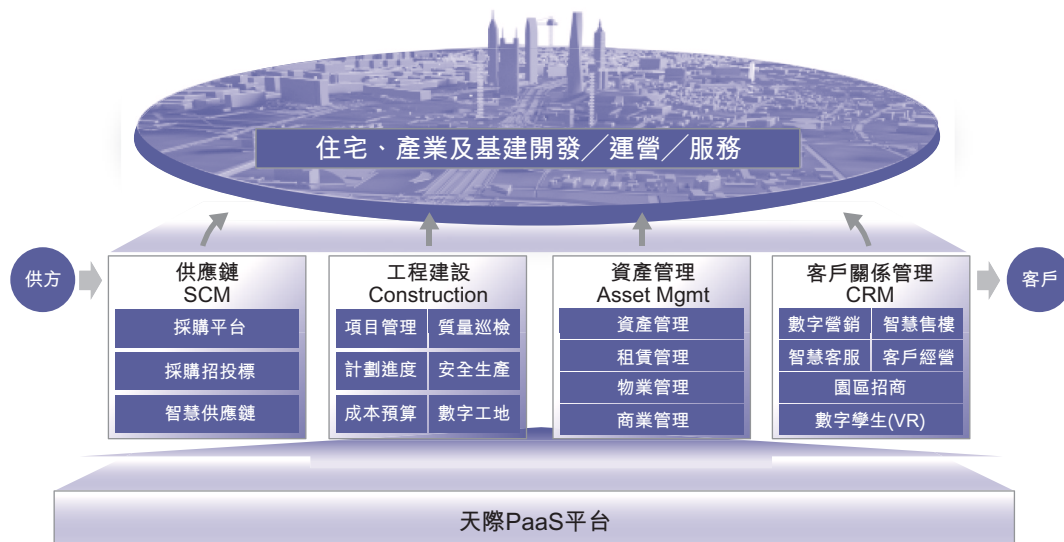 住宅、產業及基建開發／運營／服務
供方
供應鏈
SCM
採購平台
採購招投標
智慧供應鏈
工程建設
Construction
項目管理 質量巡檢
計劃進度 安全生產
成本預算 數字工地
資產管理
Asset Mgmt
資產管理
租賃管理
物業管理
商業管理
客戶關係管理
CRM
數字營銷 智慧售樓
智慧客服 客戶經營
園區招商
數字孿生(VR)
客戶
天際PaaS平台